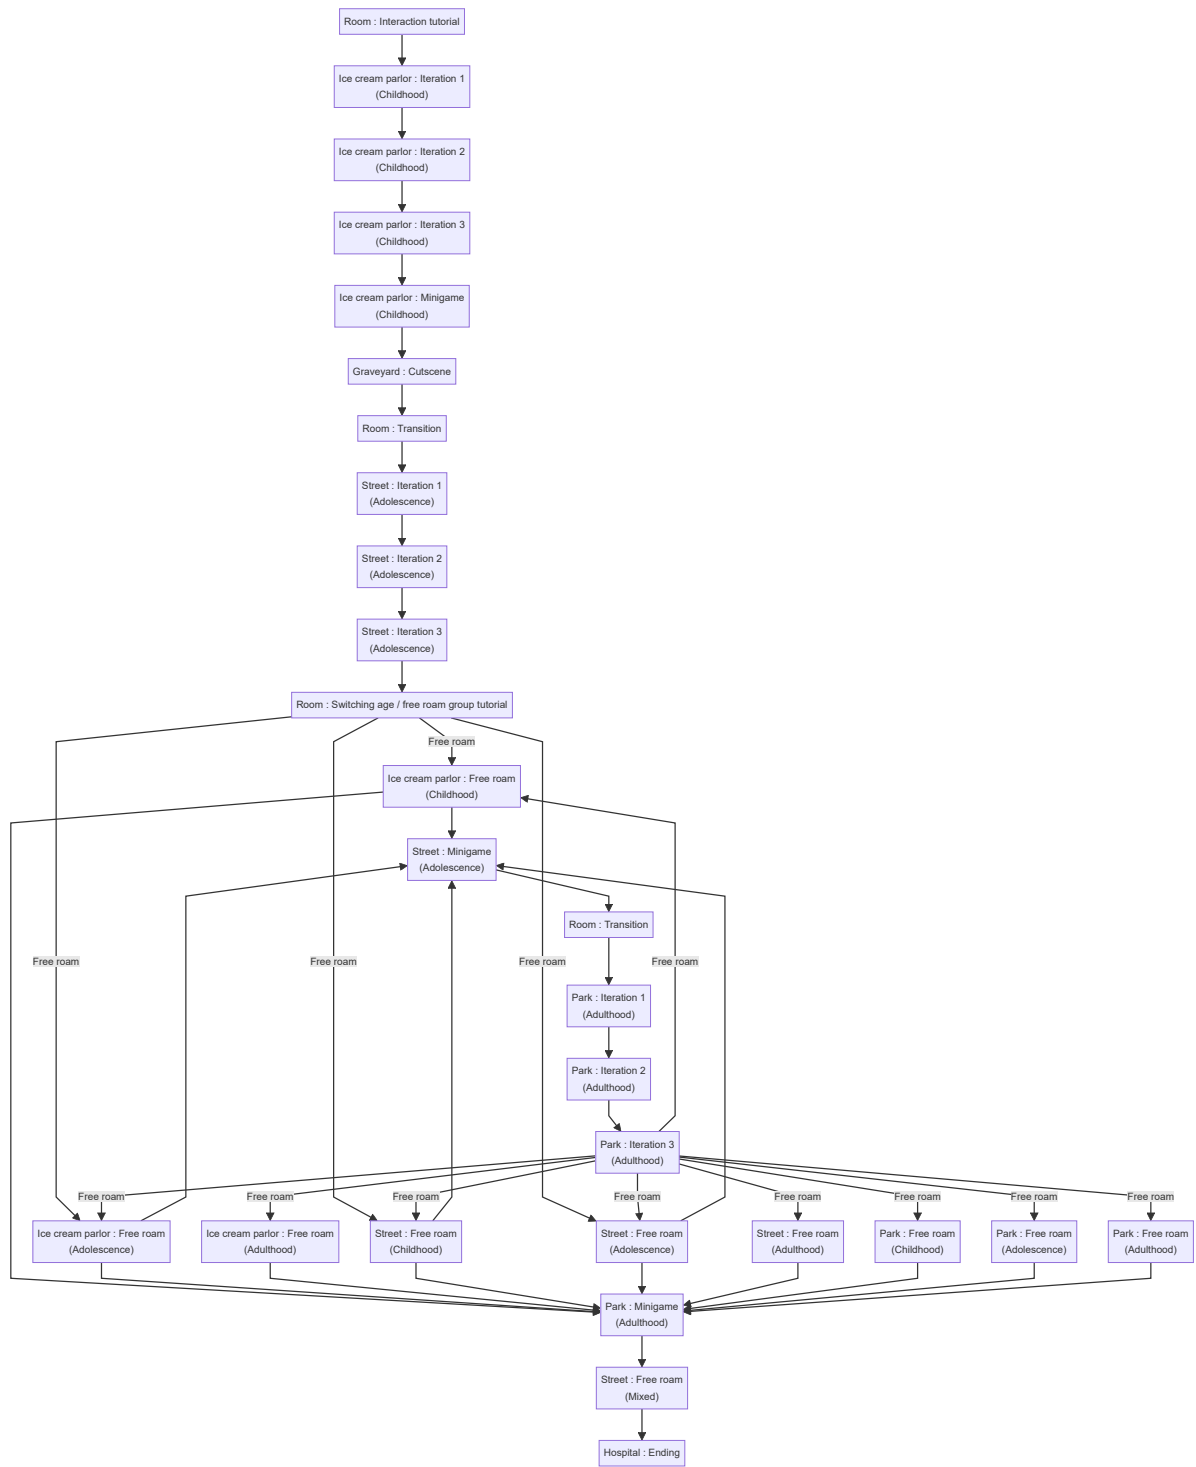 Room : Interaction tutorial
Ice cream parlor : Iteration 1
(Childhood)
Ice cream parlor : Iteration 2
(Childhood)
Ice cream parlor : Iteration 3
(Childhood)
Ice cream parlor : Minigame
(Childhood)
Graveyard : Cutscene
Room : Transition
Street : Iteration 1
(Adolescence)
Street : Iteration 2
(Adolescence)
Street : Iteration 3
(Adolescence)
Room : Switching age / free roam group tutorial
Free roam
Ice cream parlor : Free roam
(Childhood)
Street : Minigame
(Adolescence)
Room : Transition
Free roam
Free roam
Free roam
Free roam
Park : Iteration 1
(Adulthood)
Park : Iteration 2
(Adulthood)
Park : Iteration 3
(Adulthood)
Free roam
Free roam
Free roam
Free roam
Free roam
Free roam
Free roam
Free roam
Ice cream parlor : Free roam
(Adolescence)
Ice cream parlor : Free roam
(Adulthood)
Street : Free roam
(Childhood)
Street : Free roam
(Adolescence)
Street : Free roam
(Adulthood)
Park : Free roam
(Childhood)
Park : Free roam
(Adolescence)
Park : Free roam
(Adulthood)
Park : Minigame
(Adulthood)
Street : Free roam
(Mixed)
Hospital : Ending